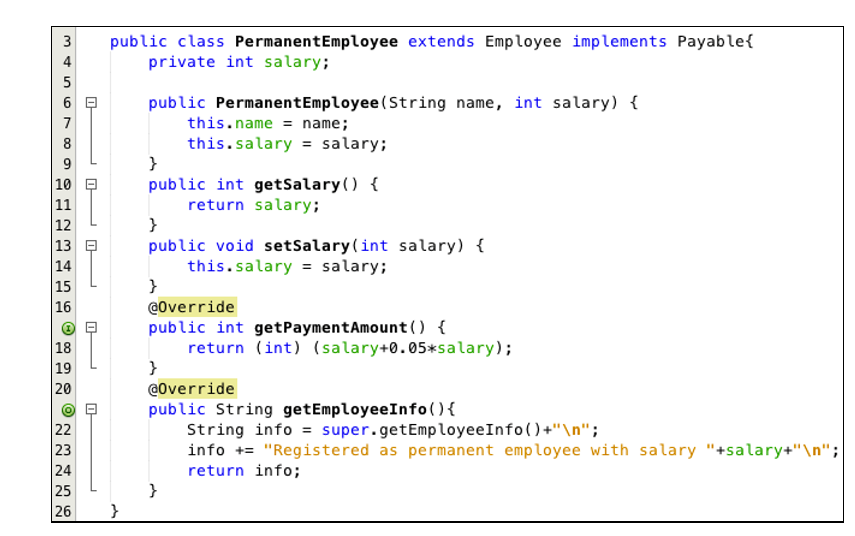 3 public class PermanentEmployee extends Employee implements Payable{
4 private int salary;
5
6 public PermanentEmployee(String name, int salary) {
7 this.name = name;
8 this.salary = salary;
9 }
10 public int getSalary() {
11 return salary;
12 }
13 public void setSalary(int salary) {
14 this.salary = salary;
15 }
16 @Override
public int getPaymentAmount() {
18 return (int) (salary+0.05*salary);
19 }
20 @Override
public String getEmployeeInfo(){
22 String info = super.getEmployeeInfo()+"\n";
23 info += "Registered as permanent employee with salary "+salary+"\n";
24 return info;
25 }
26 }